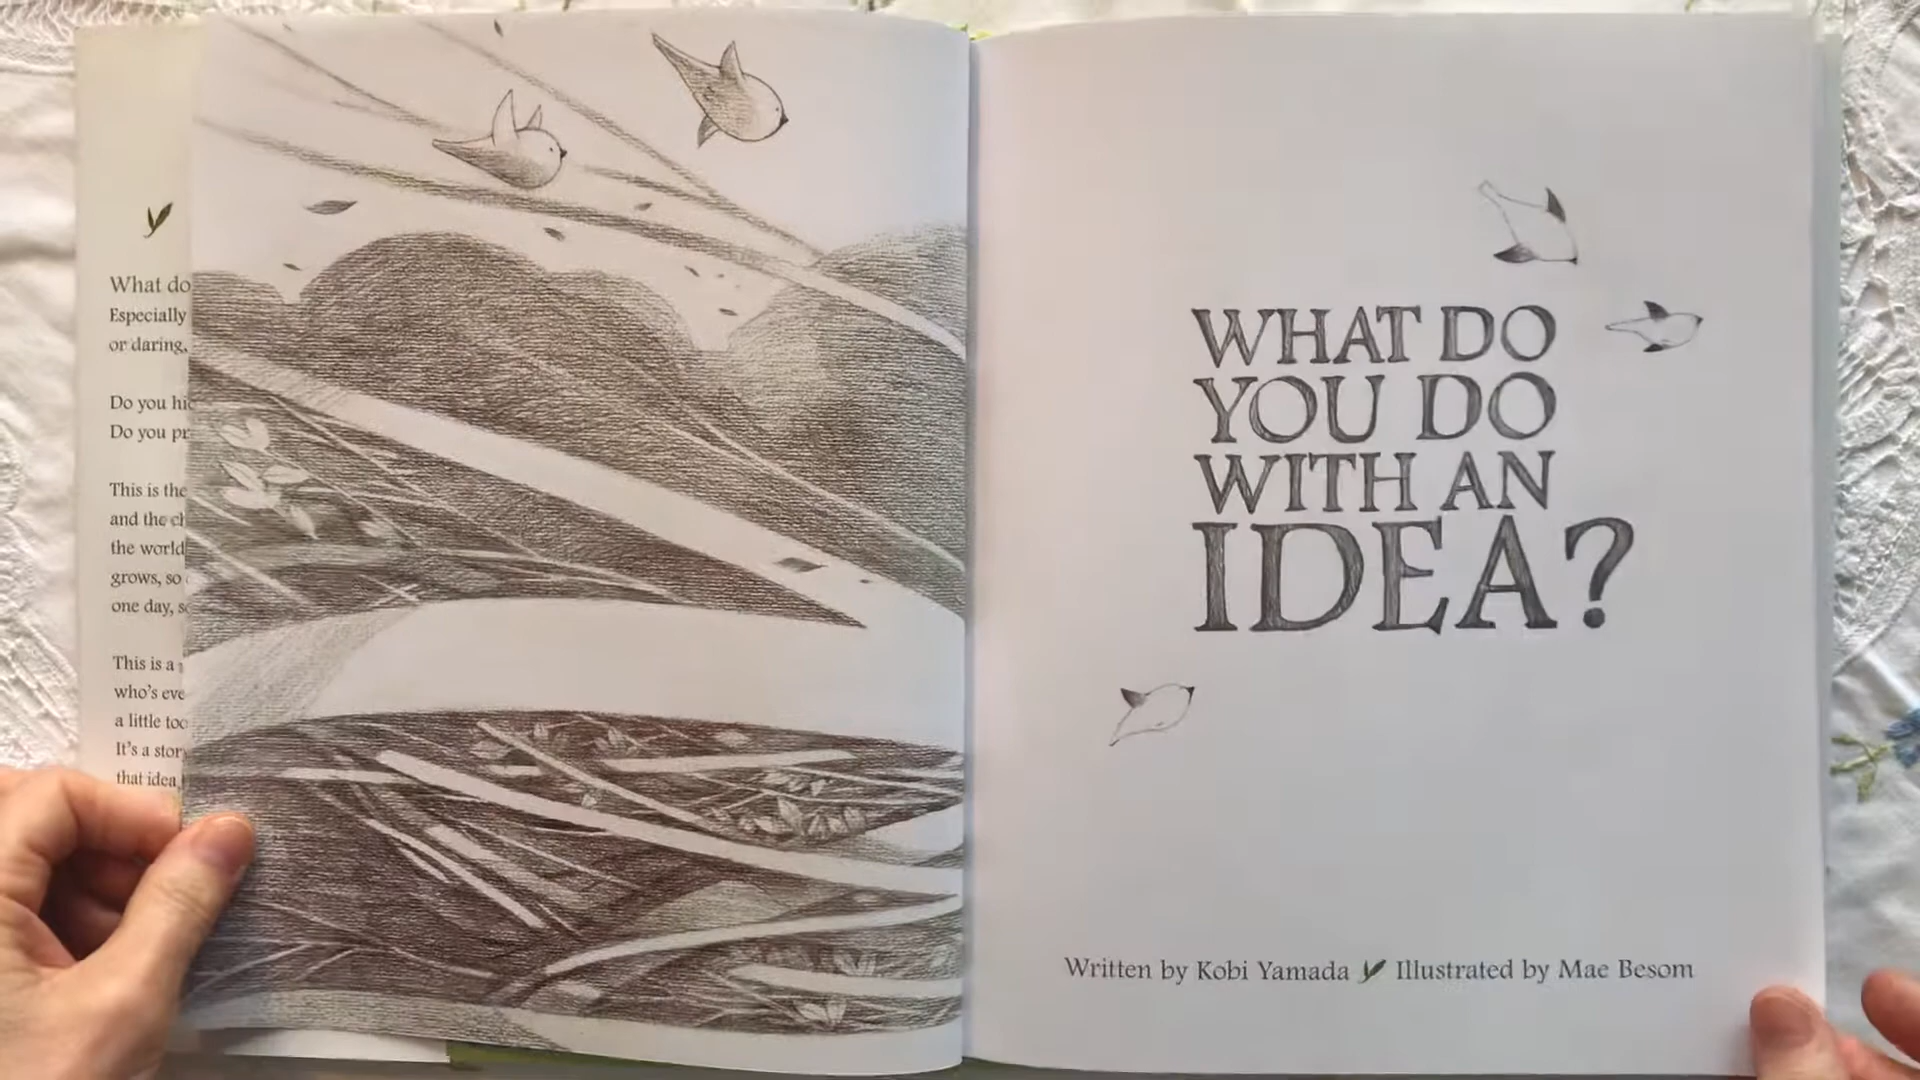 What do
Especially
or daring,
Do you
Do you
This is the
and the
the world
grows, so
one day,
This is a
who's
a little too
It's a story
that idea
WHAT DO
YOU DO
WITH AN
IDEA?
Written by Kobi Yamada Illustrated by Mae Besom